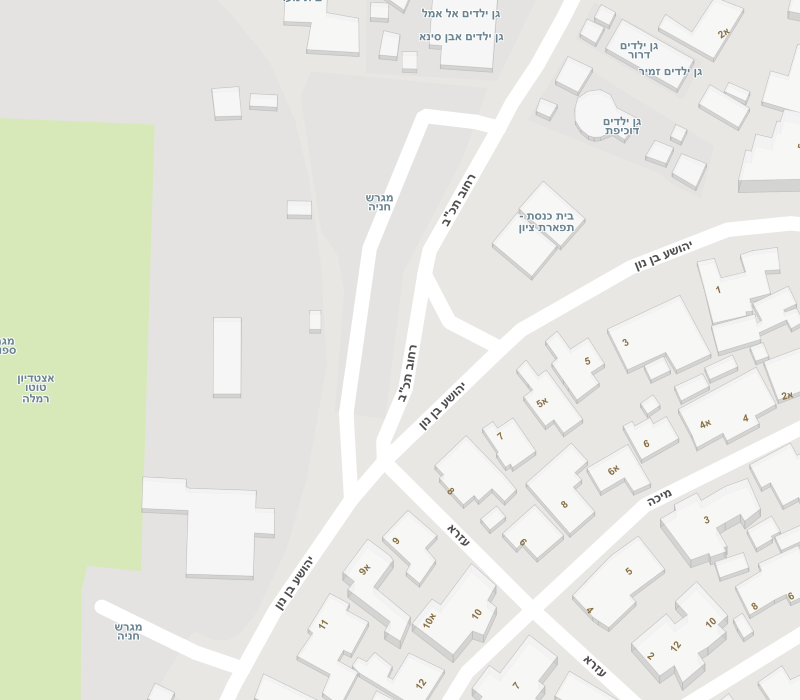 גן ילדים אל אמל
גן ילדים אבן סינא
גן ילדים
דרור
גן ילדים זמיר
2א
גן ילדים
דוכיפת
מגרש
חניה
רחוב תכ"ב
בית כנסת -
תפארת ציון
יהושע בן נון
1
3
5
5א
אצטדיון
טוטו
רמלה
רחוב תכ"ב
יהושע בן נון
2א
4
4א
6
6א
7
8
8
6
מיכה
3
עזרא
9
9א
10
10א
11
12
5
4
יהושע בן נון
מגרש
חניה
8
6
10
12
2
עזרא
7